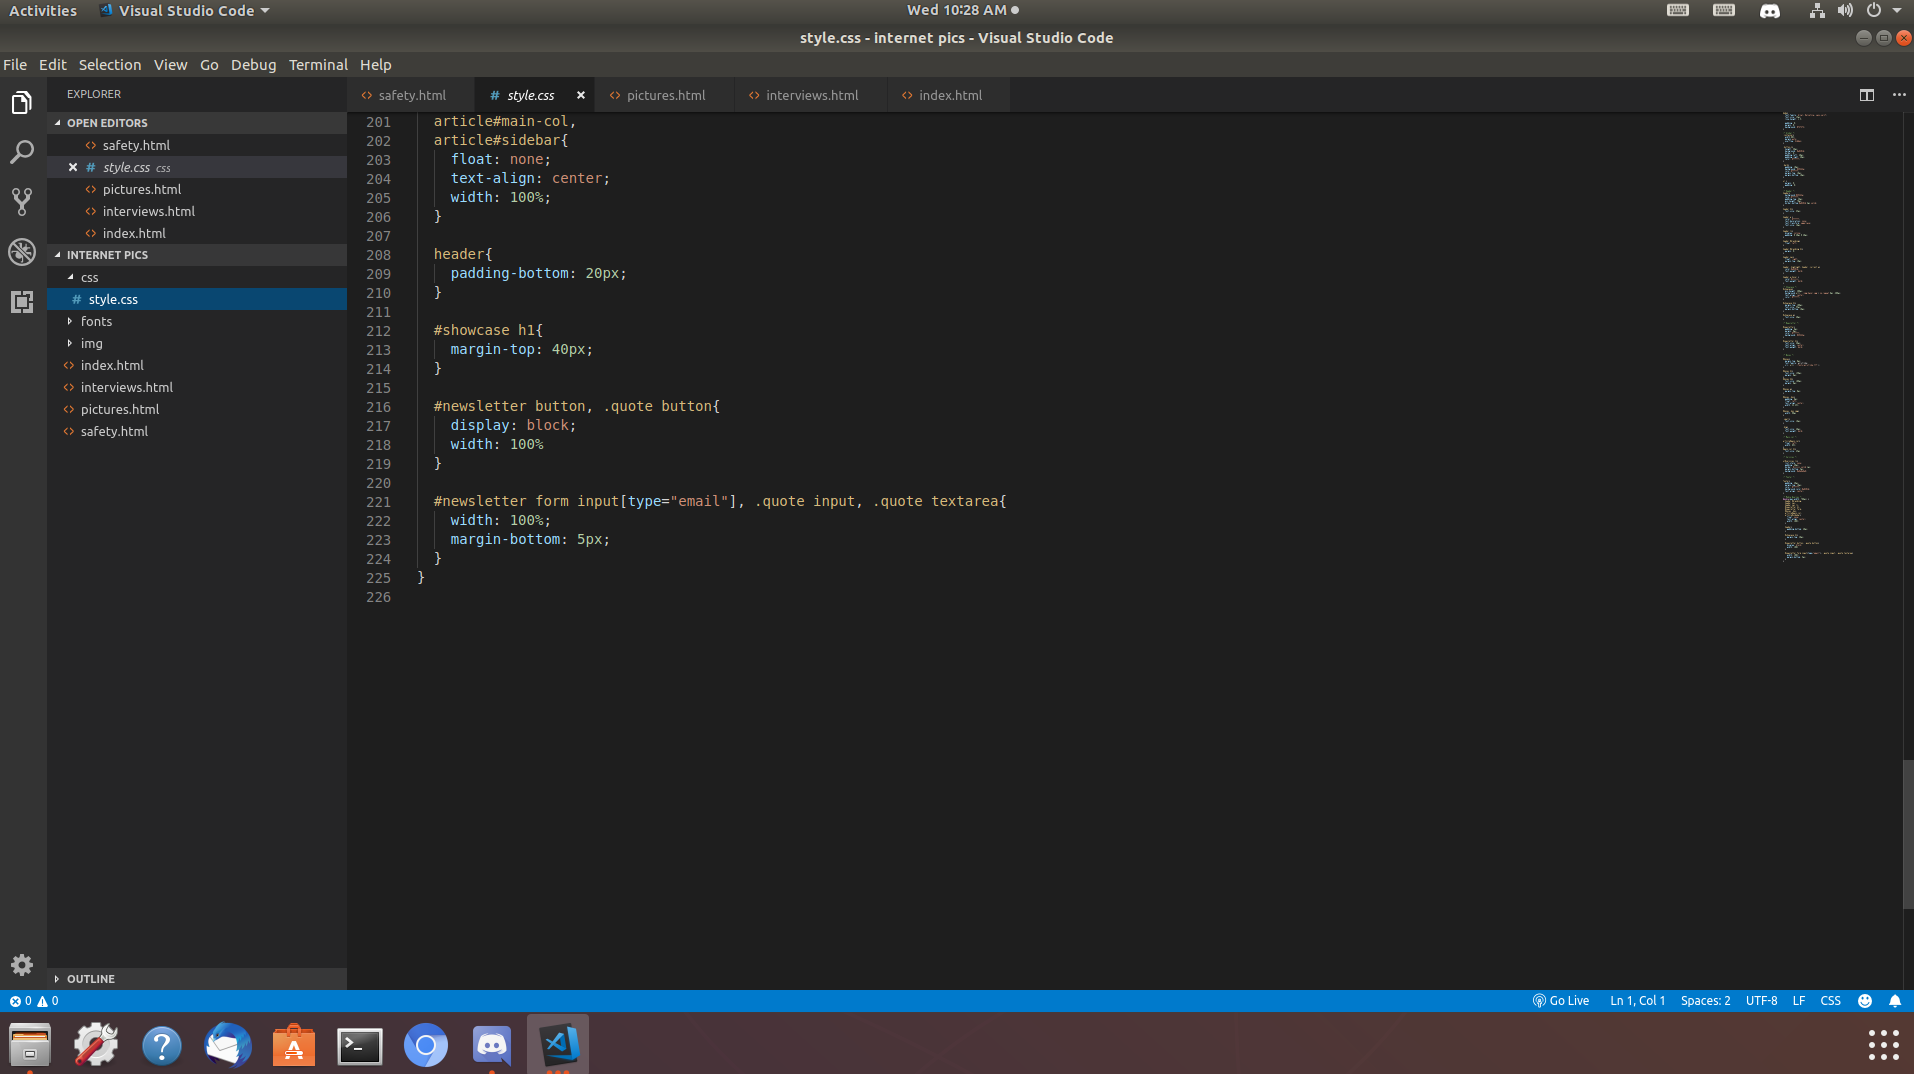 Activities Visual Studio Code Wed 10:28 AM
style.css - internet pics - Visual Studio Code
File Edit Selection View Go Debug Terminal Help
EXPLORER
OPEN EDITORS
safety.html
style.css css
pictures.html
interviews.html
index.html
INTERNET PICS
css
style.css
fonts
img
index.html
interviews.html
pictures.html
safety.html
OUTLINE
safety.html style.css pictures.html interviews.html index.html
201 article#main-col,
202 article#sidebar{
203 float: none;
204 text-align: center;
205 width: 100%;
206 }
207
208 header{
209 padding-bottom: 20px;
210 }
211
212 #showcase h1{
213 margin-top: 40px;
214 }
215
216 #newsletter button, .quote button{
217 display: block;
218 width: 100%
219 }
220
221 #newsletter form input[type="email"], .quote input, .quote textarea{
222 width: 100%;
223 margin-bottom: 5px;
224 }
225 }
226
0 0 Go Live Ln 1, Col 1 Spaces: 2 UTF-8 LF CSS